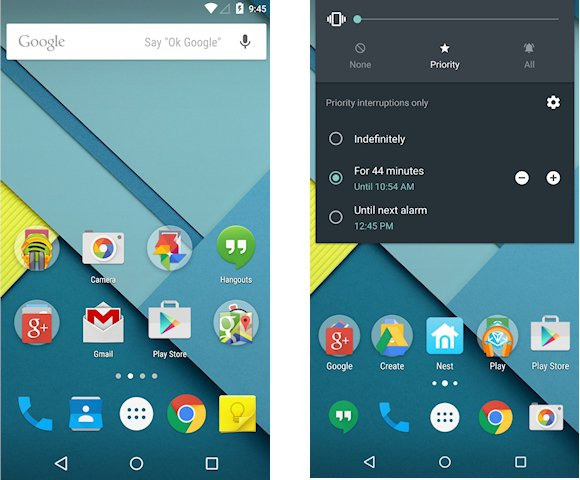 9:45
Google
Say "Ok Google"
Camera
Hangouts
g+
Gmail
Play Store
None
Priority
All
Priority interruptions only
Indefinitely
For 44 minutes
Until 10:54 AM
Until next alarm
12:45 PM
g+
Google
Create
Nest
Play
Play Store